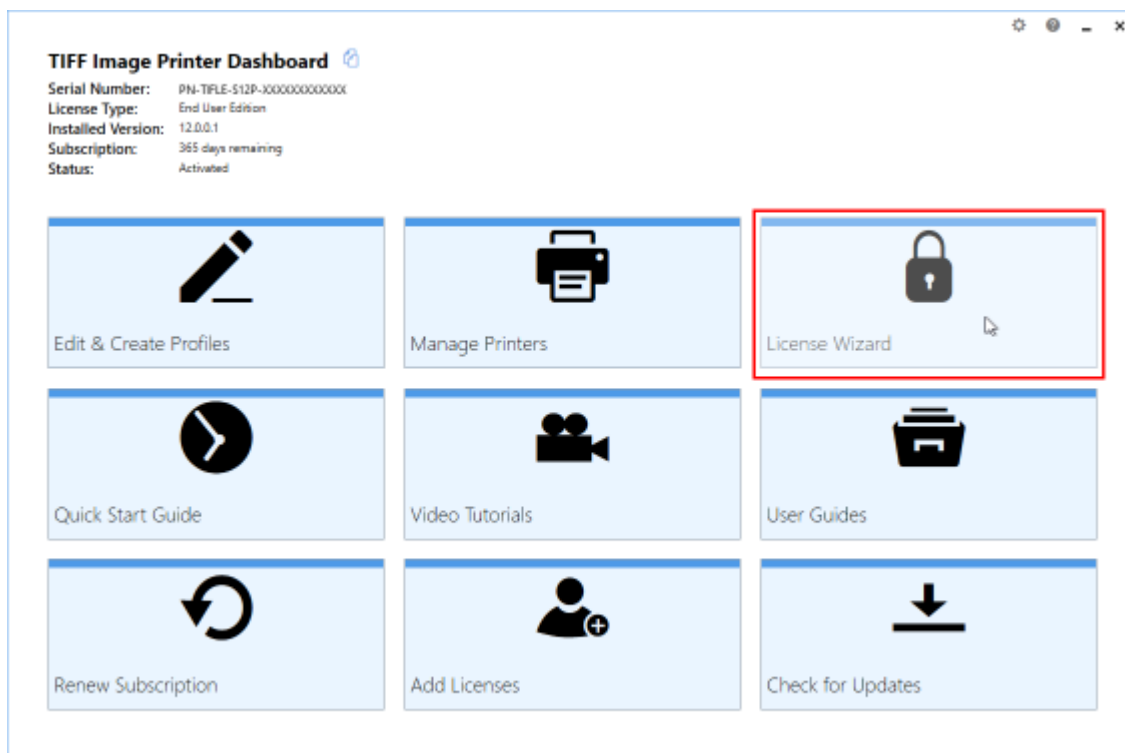 TIFF Image Printer Dashboard
Serial Number: PN-TIFLE-S12P-XXXXXXXXXXXX
License Type: End User Edition
Installed Version: 12.0.0.1
Subscription: 365 days remaining
Status: Activated
Edit & Create Profiles
Manage Printers
License Wizard
Quick Start Guide
Video Tutorials
User Guides
Renew Subscription
Add Licenses
Check for Updates